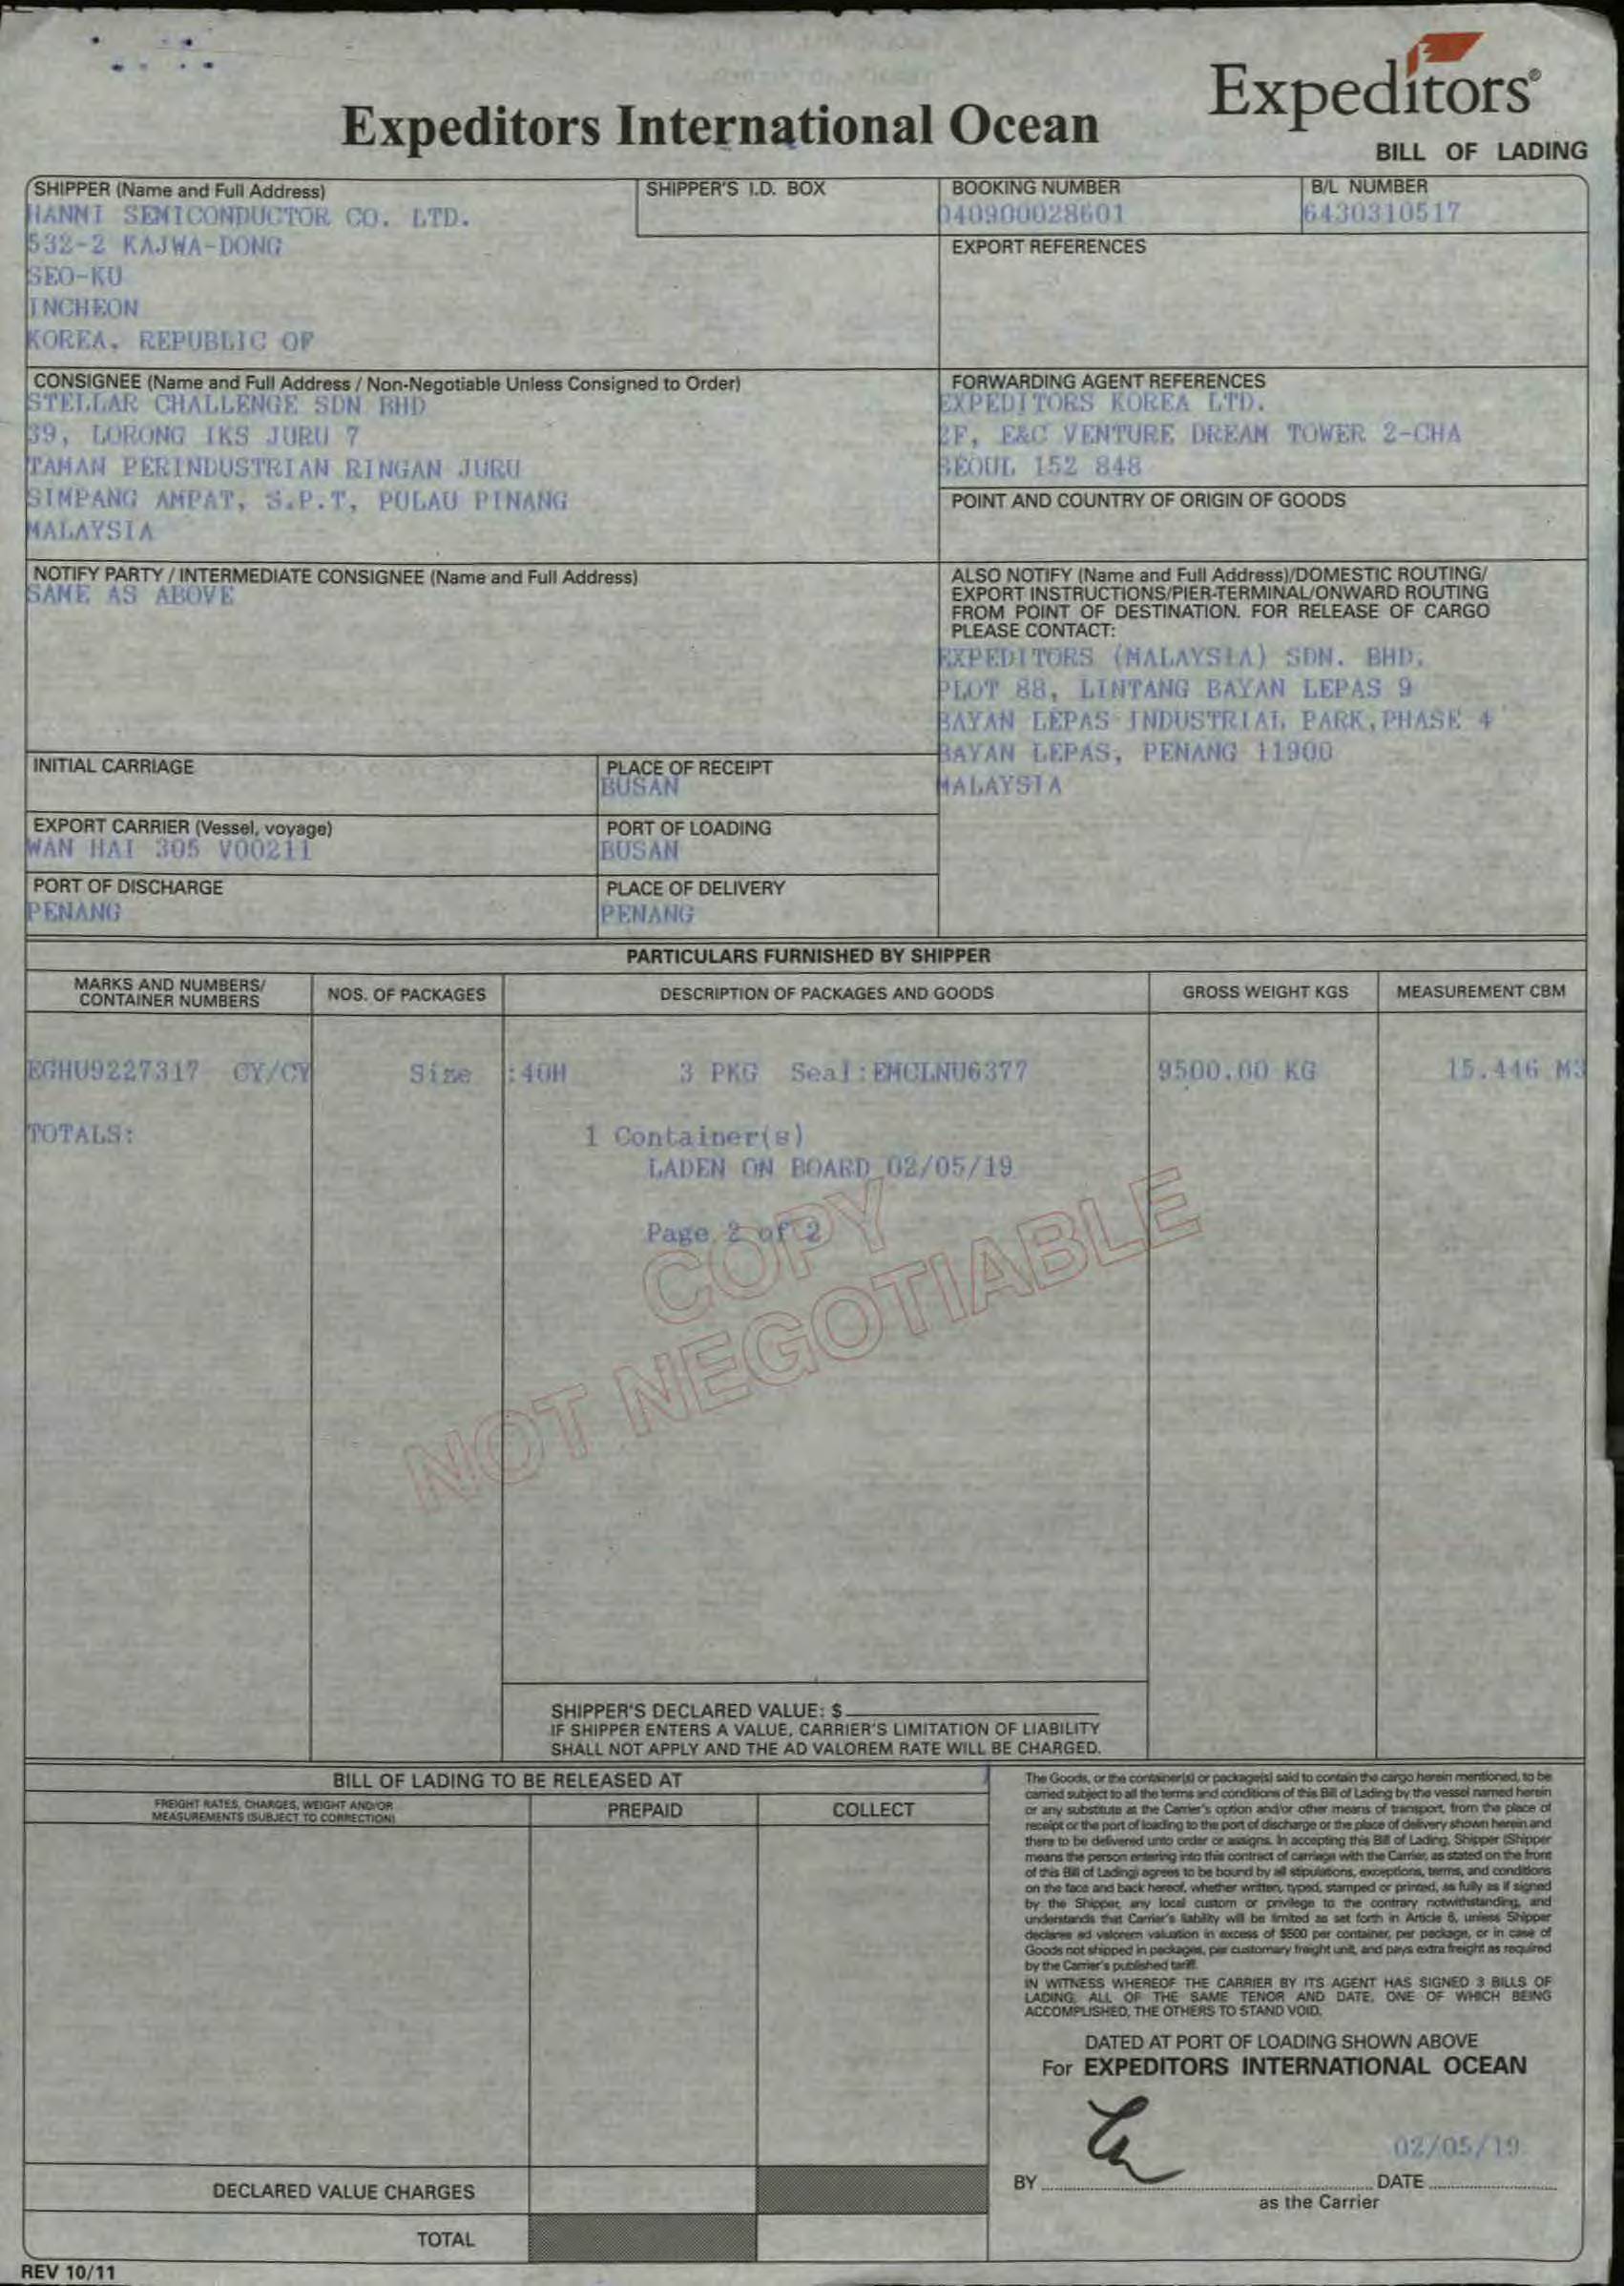 Expeditors®
Expeditors International Ocean
BILL OF LADING
SHIPPER (Name and Full Address)
HANMI SEMICONDUCTOR CO. LTD.
532-2 KAJWA-DONG
SEO-KU
INCHEON
KOREA, REPUBLIC OF
SHIPPER'S I.D. BOX
BOOKING NUMBER
040900028601
B/L NUMBER
6430310517
EXPORT REFERENCES
CONSIGNEE (Name and Full Address / Non-Negotiable Unless Consigned to Order)
STELLAR CHALLENGE SDN BHD
39, LORONG IKS JURU 7
TAMAN PERINDUSTRIAN RINGAN JURU
SIMPANG AMPAT, S.P.T, PULAU PINANG
MALAYSIA
FORWARDING AGENT REFERENCES
EXPEDITORS KOREA LTD.
2F, E&C VENTURE DREAM TOWER 2-CHA
SEOUL 152 848
POINT AND COUNTRY OF ORIGIN OF GOODS
NOTIFY PARTY / INTERMEDIATE CONSIGNEE (Name and Full Address)
SAME AS ABOVE
ALSO NOTIFY (Name and Full Address)/DOMESTIC ROUTING/
EXPORT INSTRUCTIONS/PIER-TERMINAL/ONWARD ROUTING
FROM POINT OF DESTINATION. FOR RELEASE OF CARGO
PLEASE CONTACT:
EXPEDITORS (MALAYSIA) SDN. BHD.
PLOT 88, LINTANG BAYAN LEPAS 9
BAYAN LEPAS INDUSTRIAL PARK,PHASE 4
BAYAN LEPAS, PENANG 11900
MALAYSIA
INITIAL CARRIAGE
PLACE OF RECEIPT
BUSAN
EXPORT CARRIER (Vessel, voyage)
WAN HAI 305 V00211
PORT OF LOADING
BUSAN
PORT OF DISCHARGE
PENANG
PLACE OF DELIVERY
PENANG
PARTICULARS FURNISHED BY SHIPPER
MARKS AND NUMBERS/
CONTAINER NUMBERS
NOS. OF PACKAGES
DESCRIPTION OF PACKAGES AND GOODS
GROSS WEIGHT KGS
MEASUREMENT CBM
EGHU9227317 CY/CY Size :40H 3 PKG Seal:EMCLNU6377 9500.00 KG 15.446 M3
TOTALS: 1 Container(s)
LADEN ON BOARD 02/05/19
Page 2 of 2
COPY
NOT NEGOTIABLE
SHIPPER'S DECLARED VALUE: $
IF SHIPPER ENTERS A VALUE, CARRIER'S LIMITATION OF LIABILITY
SHALL NOT APPLY AND THE AD VALOREM RATE WILL BE CHARGED.
BILL OF LADING TO BE RELEASED AT
FREIGHT RATES, CHARGES, WEIGHT AND/OR
MEASUREMENTS (SUBJECT TO CORRECTION)
PREPAID
COLLECT
DECLARED VALUE CHARGES
TOTAL
The Goods, or the container(s) or package(s) said to contain the cargo herein mentioned, to be
carried subject to all the terms and conditions of this Bill of Lading by the vessel named herein
or any substitute at the Carrier's option and/or other means of transport, from the place of
receipt or the port of loading to the port of discharge or the place of delivery shown herein and
there to be delivered unto order or assigns. In accepting this Bill of Lading, Shipper (Shipper
means the person entering into this contract of carriage with the Carrier, as stated on the front
of this Bill of Lading) agrees to be bound by all stipulations, exceptions, terms, and conditions
on the face and back hereof, whether written, typed, stamped or printed, as fully as if signed
by the Shipper, any local custom or privilege to the contrary notwithstanding, and
understands that Carrier's liability will be limited as set forth in Article 6, unless Shipper
declares ad valorem valuation in excess of $500 per container, per package, or in case of
Goods not shipped in packages, per customary freight unit, and pays extra freight as required
by the Carrier's published tariff.
IN WITNESS WHEREOF THE CARRIER BY ITS AGENT HAS SIGNED 3 BILLS OF
LADING, ALL OF THE SAME TENOR AND DATE, ONE OF WHICH BEING
ACCOMPLISHED, THE OTHERS TO STAND VOID.
DATED AT PORT OF LOADING SHOWN ABOVE
For EXPEDITORS INTERNATIONAL OCEAN
02/05/19
BY
DATE
as the Carrier
REV 10/11